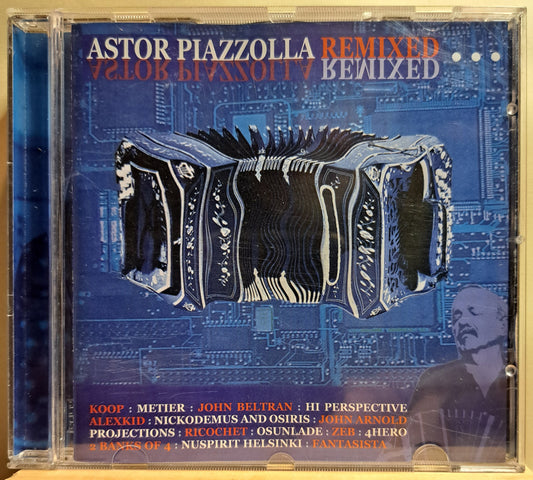 ASTOR PIAZZOLLA REMIXED...
ASTOR PIAZZOLLA REMIXED
KOOP : METIER : JOHN BELTRAN : HI PERSPECTIVE
ALEXKID : NICKODEMUS AND OSIRIS : JOHN ARNOLD
PROJECTIONS : RICOCHET : OSUNLADE : ZEB : 4HERO
2 BANKS OF 4 : NUSPIRIT HELSINKI : FANTASISTA